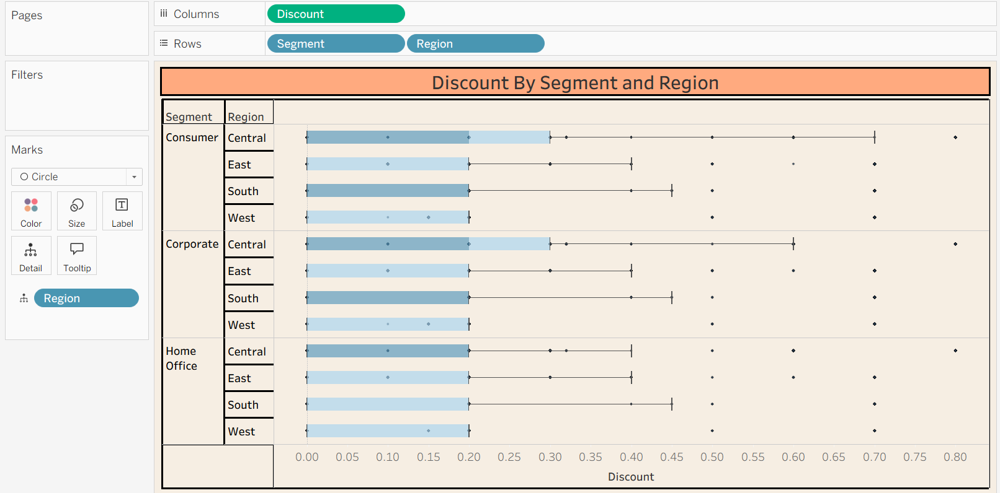 Pages
Columns
Discount
Rows
Segment
Region
Filters
Discount By Segment and Region
Marks
Circle
Color
Size
Label
Detail
Tooltip
Region
Segment
Region
Consumer
Central
East
South
West
Corporate
Central
East
South
West
Home
Office
Central
East
South
West
0.00 0.05 0.10 0.15 0.20 0.25 0.30 0.35 0.40 0.45 0.50 0.55 0.60 0.65 0.70 0.75 0.80
Discount